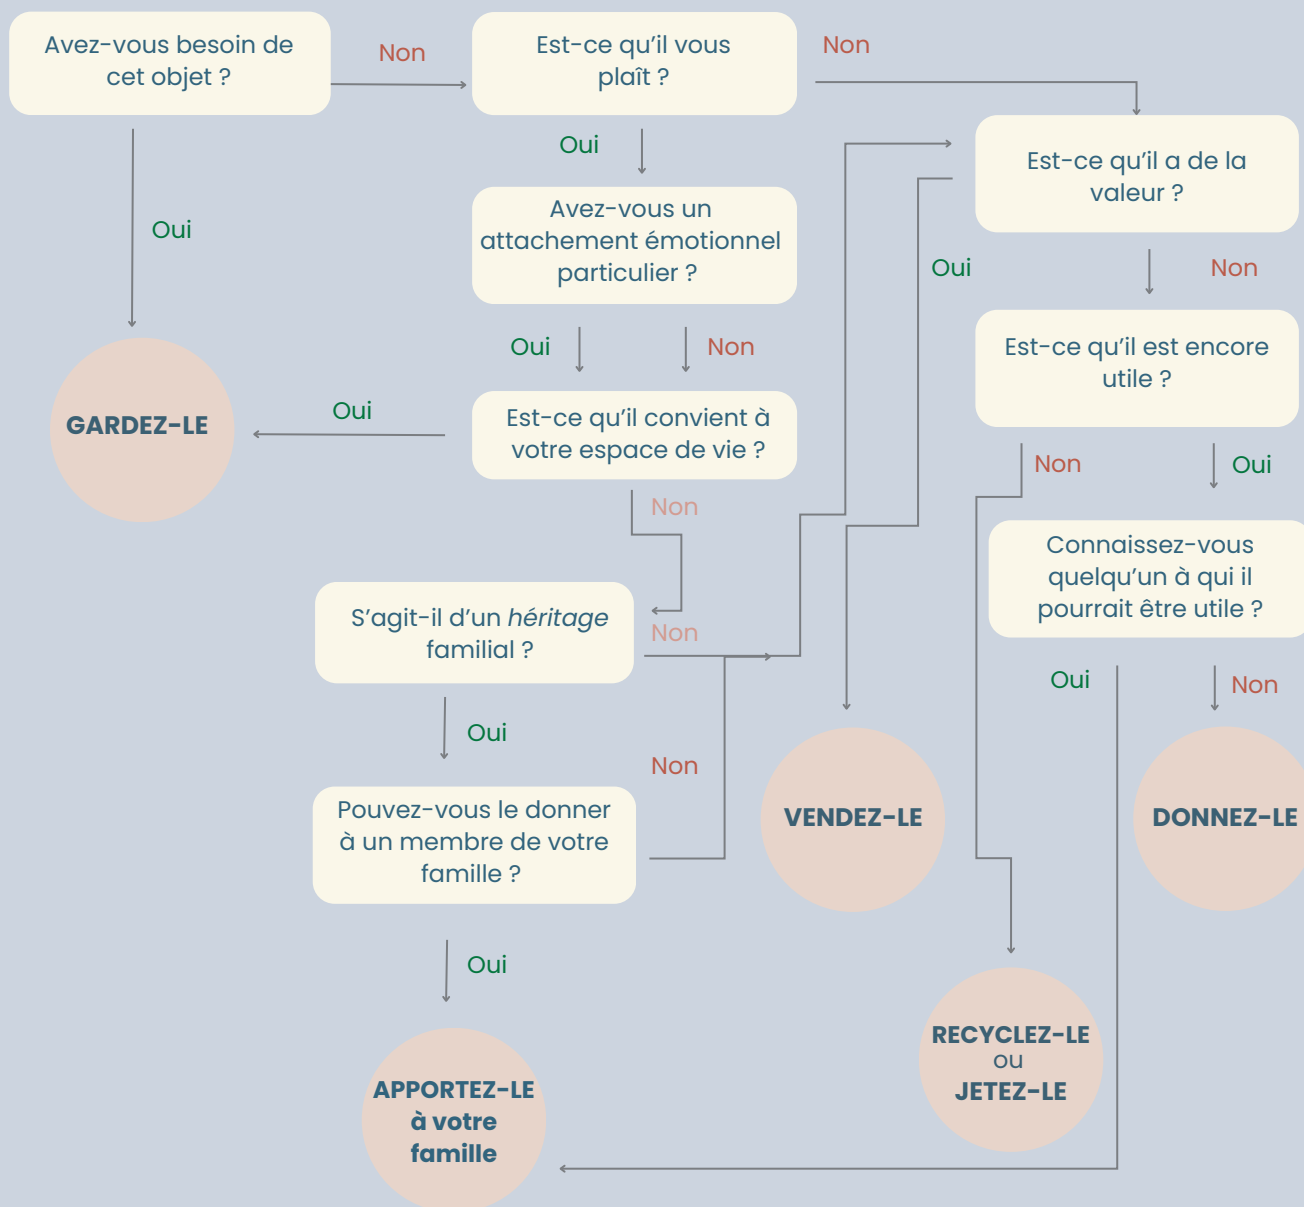 Avez-vous besoin de
cet objet ?
Non
Est-ce qu’il vous
plaît ?
Non
Oui
Est-ce qu’il a de la
valeur ?
Avez-vous un
attachement émotionnel
particulier ?
Oui
Oui
Non
Oui
Non
Est-ce qu’il est encore
utile ?
GARDEZ-LE
Oui
Est-ce qu’il convient à
votre espace de vie ?
Non
Oui
Non
Connaissez-vous
quelqu’un à qui il
pourrait être utile ?
S’agit-il d’un héritage
familial ?
Non
Oui
Non
Oui
Non
Pouvez-vous le donner
à un membre de votre
famille ?
VENDEZ-LE
DONNEZ-LE
Oui
RECYCLEZ-LE
ou
JETEZ-LE
APPORTEZ-LE
à votre
famille